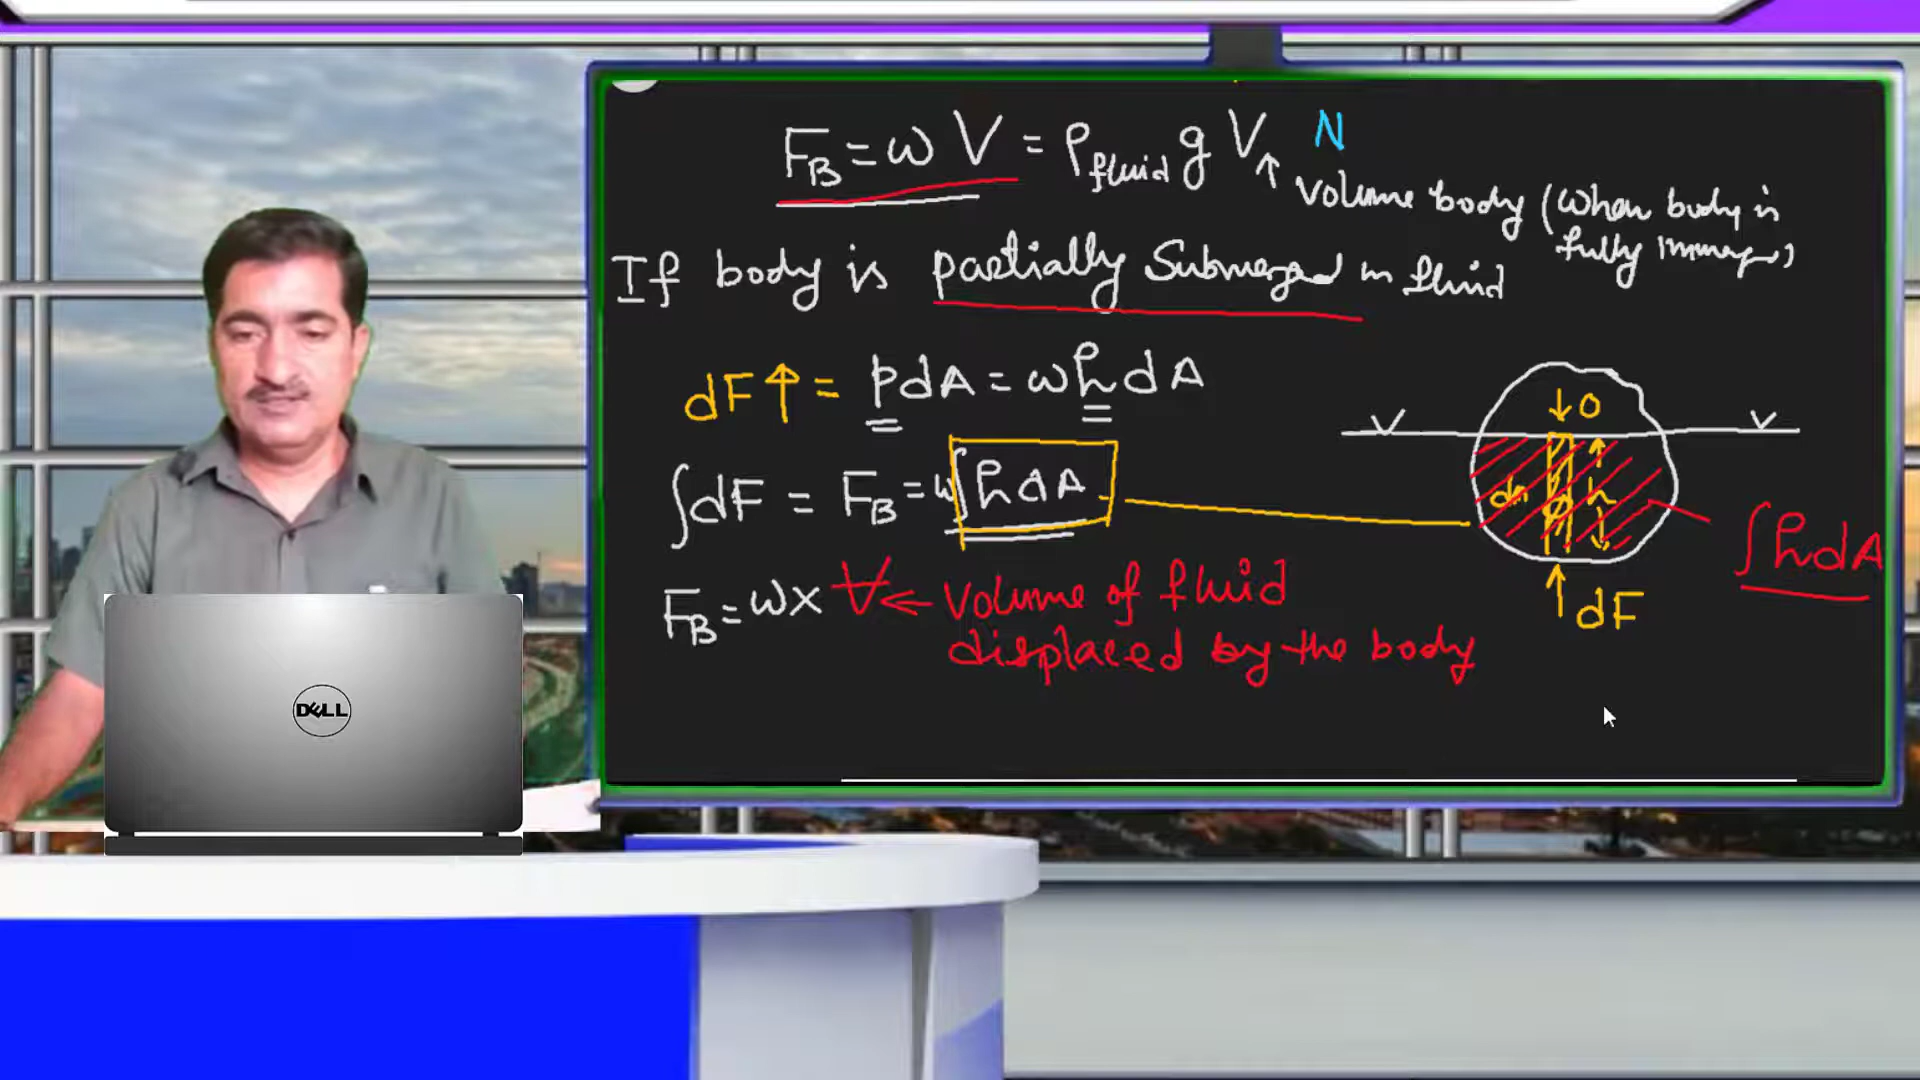 F_B = ω V = ρ_fluid g V N
Volume body (When body is
fully
If body is partially Submerged in fluid
dF↑ = pdA = ωhdA
∫dF = F_B = ω∫hdA
F_B = ω x V ← Volume of fluid
displaced by the body
↓0
dA
h
∫hdA
↑dF
DELL